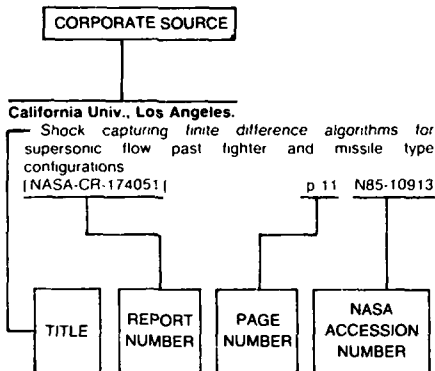 CORPORATE SOURCE
California Univ., Los Angeles.
Shock capturing finite difference algorithms for
supersonic flow past fighter and missile type
configurations
[NASA-CR-174051] p 11 N85-10913
TITLE
REPORT
NUMBER
PAGE
NUMBER
NASA
ACCESSION
NUMBER